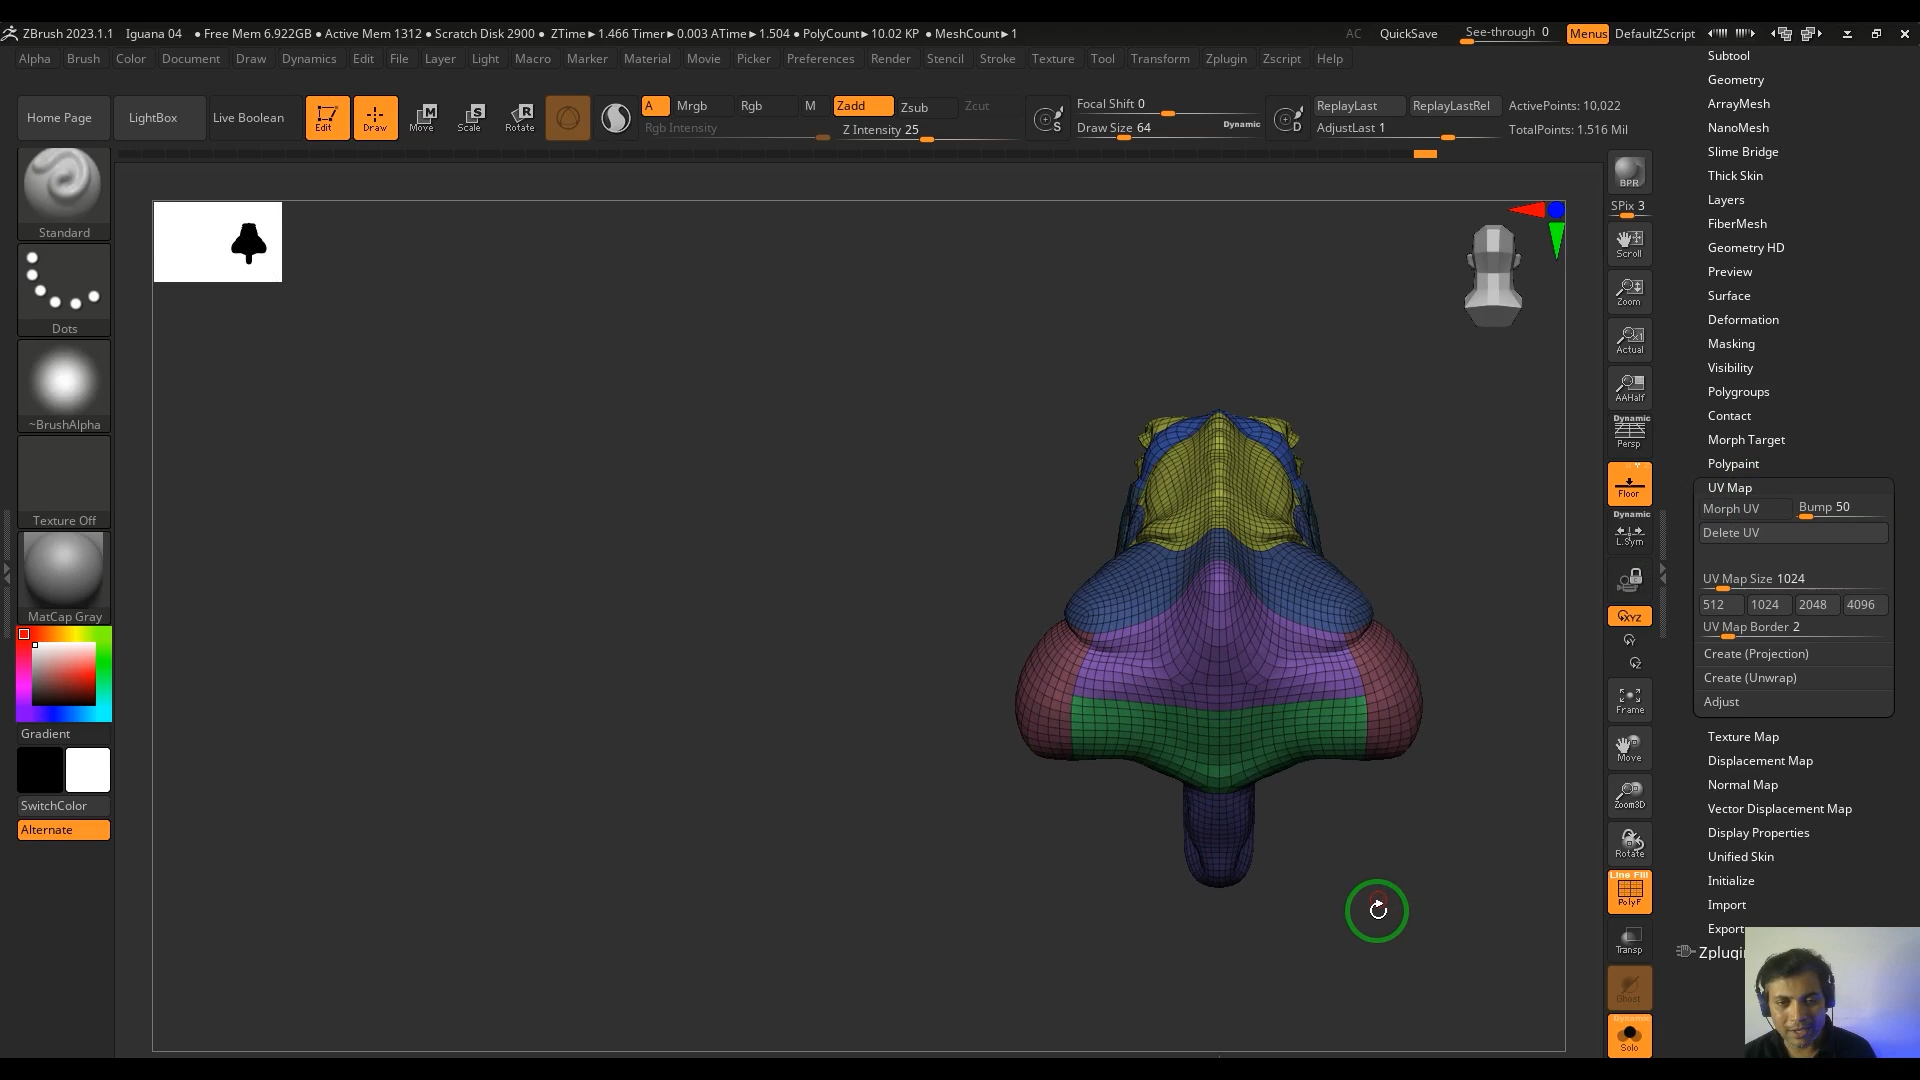 ZBrush 2023.1.1 Iguana 04 ● Free Mem 6.922GB ● Active Mem 1312 ● Scratch Disk 2900 ● ZTime►1.466 Timer►0.003 ATime►1.504 ● PolyCount►10.02 KP ● MeshCount►1 AC QuickSave See-through 0 Menus DefaultZScript
Alpha Brush Color Document Draw Dynamics Edit File Layer Light Macro Marker Material Movie Picker Preferences Render Stencil Stroke Texture Tool Transform Zplugin Zscript Help
Home Page LightBox Live Boolean Edit Draw Move Scale Rotate
A Mrgb Rgb M Zadd Zsub Zcut
Rgb Intensity Z Intensity 25
S Focal Shift 0
Draw Size 64 Dynamic
D ReplayLast ReplayLastRel ActivePoints: 10,022
AdjustLast 1 TotalPoints: 1.516 Mil
Standard
Dots
~BrushAlpha
Texture Off
MatCap Gray
Gradient
SwitchColor
Alternate
BPR
SPix 3
Scroll
Zoom
Actual
AAHalf
Dynamic
Persp
Floor
Dynamic
L.Sym
XYZ
Y
Z
Frame
Move
Zoom3D
Rotate
Line Fill
PolyF
Transp
Ghost
Dynamic
Solo
Subtool
Geometry
ArrayMesh
NanoMesh
Slime Bridge
Thick Skin
Layers
FiberMesh
Geometry HD
Preview
Surface
Deformation
Masking
Visibility
Polygroups
Contact
Morph Target
Polypaint
UV Map
Morph UV Bump 50
Delete UV
UV Map Size 1024
512 1024 2048 4096
UV Map Border 2
Create (Projection)
Create (Unwrap)
Adjust
Texture Map
Displacement Map
Normal Map
Vector Displacement Map
Display Properties
Unified Skin
Initialize
Import
Export